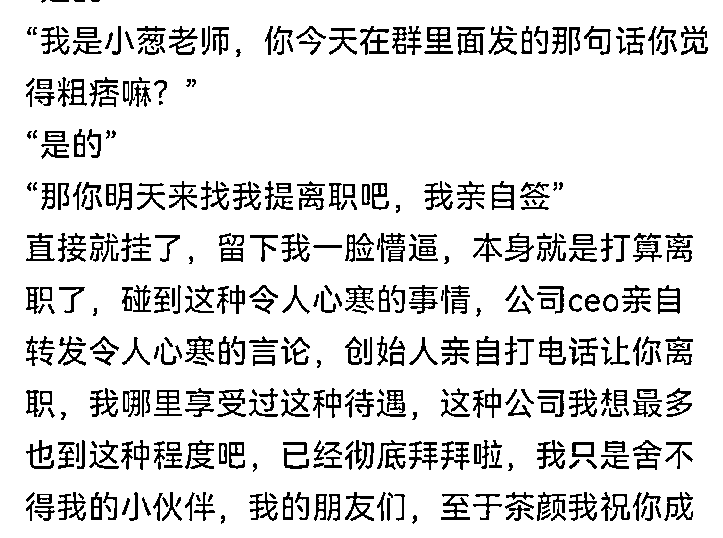 “我是小葱老师，你今天在群里面发的那句话你觉
得粗痞嘛？”
“是的”
“那你明天来找我提离职吧，我亲自签”
直接就挂了，留下我一脸懵逼，本身就是打算离
职了，碰到这种令人心寒的事情，公司ceo亲自
转发令人心寒的言论，创始人亲自打电话让你离
职，我哪里享受过这种待遇，这种公司我想最多
也到这种程度吧，已经彻底拜拜啦，我只是舍不
得我的小伙伴，我的朋友们，至于茶颜我祝你成